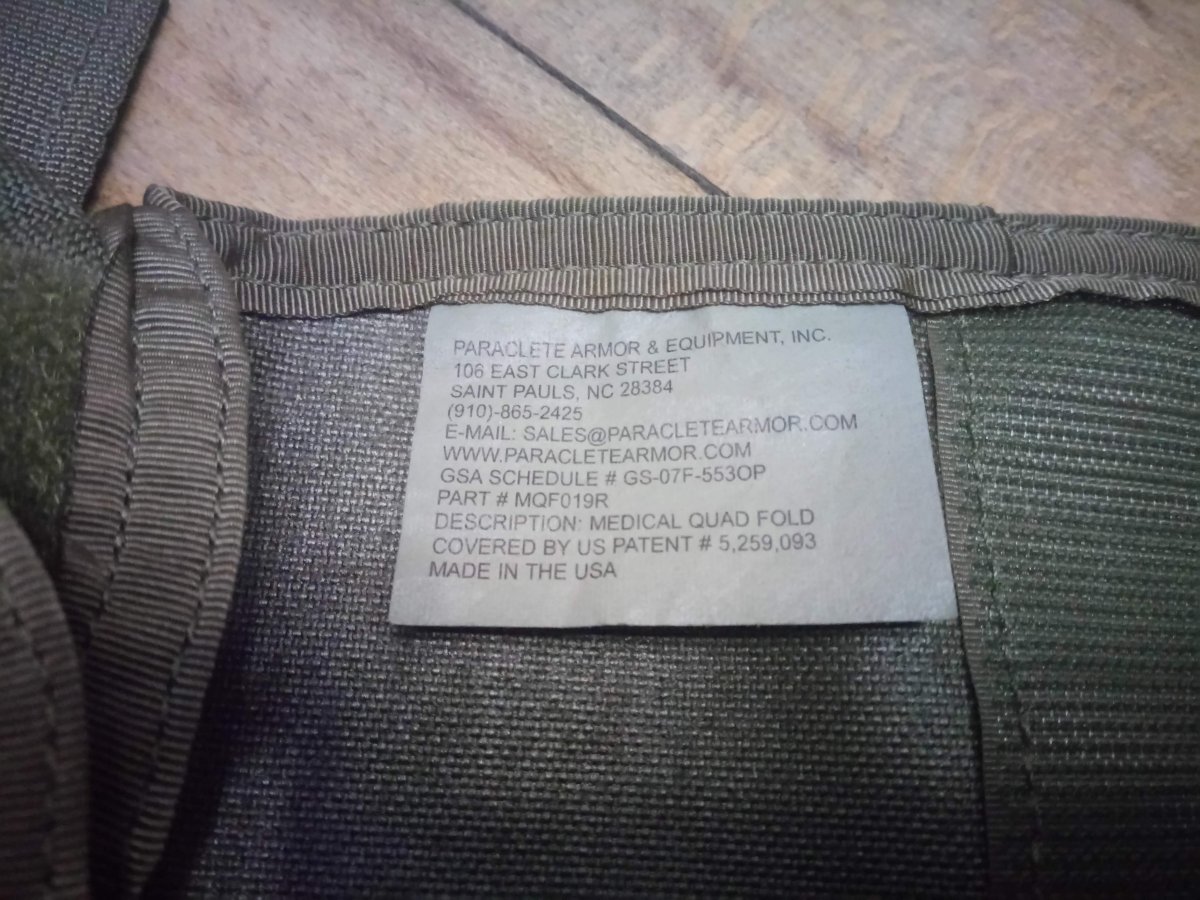 PARACLETE ARMOR & EQUIPMENT, INC.
106 EAST CLARK STREET
SAINT PAULS, NC 28384
(910)-865-2425
E-MAIL: SALES@PARACLETEARMOR.COM
WWW.PARACLETEARMOR.COM
GSA SCHEDULE # GS-07F-553OP
PART # MQF019R
DESCRIPTION: MEDICAL QUAD FOLD
COVERED BY US PATENT # 5,259,093
MADE IN THE USA